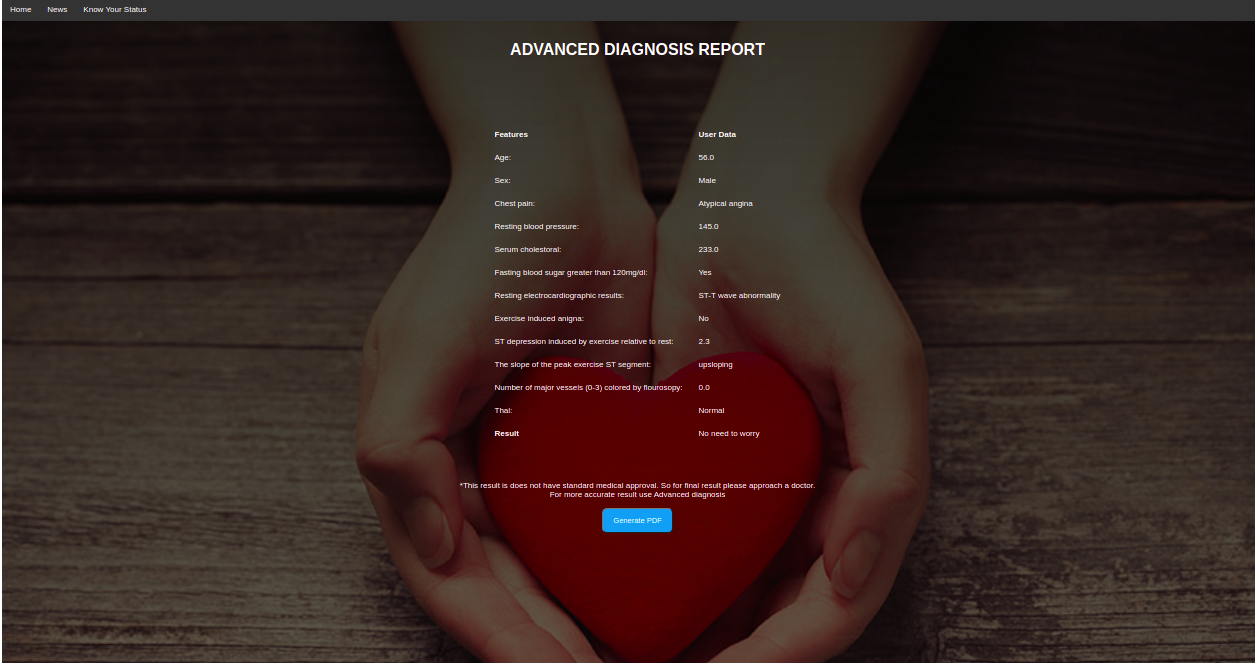 Home News Know Your Status
ADVANCED DIAGNOSIS REPORT
Features User Data
Age: 56.0
Sex: Male
Chest pain: Atypical angina
Resting blood pressure: 145.0
Serum cholestoral: 233.0
Fasting blood sugar greater than 120mg/dl: Yes
Resting electrocardiographic results: ST-T wave abnormality
Exercise induced anigna: No
ST depression induced by exercise relative to rest: 2.3
The slope of the peak exercise ST segment: upsloping
Number of major vessels (0-3) colored by flourosopy: 0.0
Thal: Normal
Result No need to worry
*This result is does not have standard medical approval. So for final result please approach a doctor.
For more accurate result use Advanced diagnosis
Generate PDF